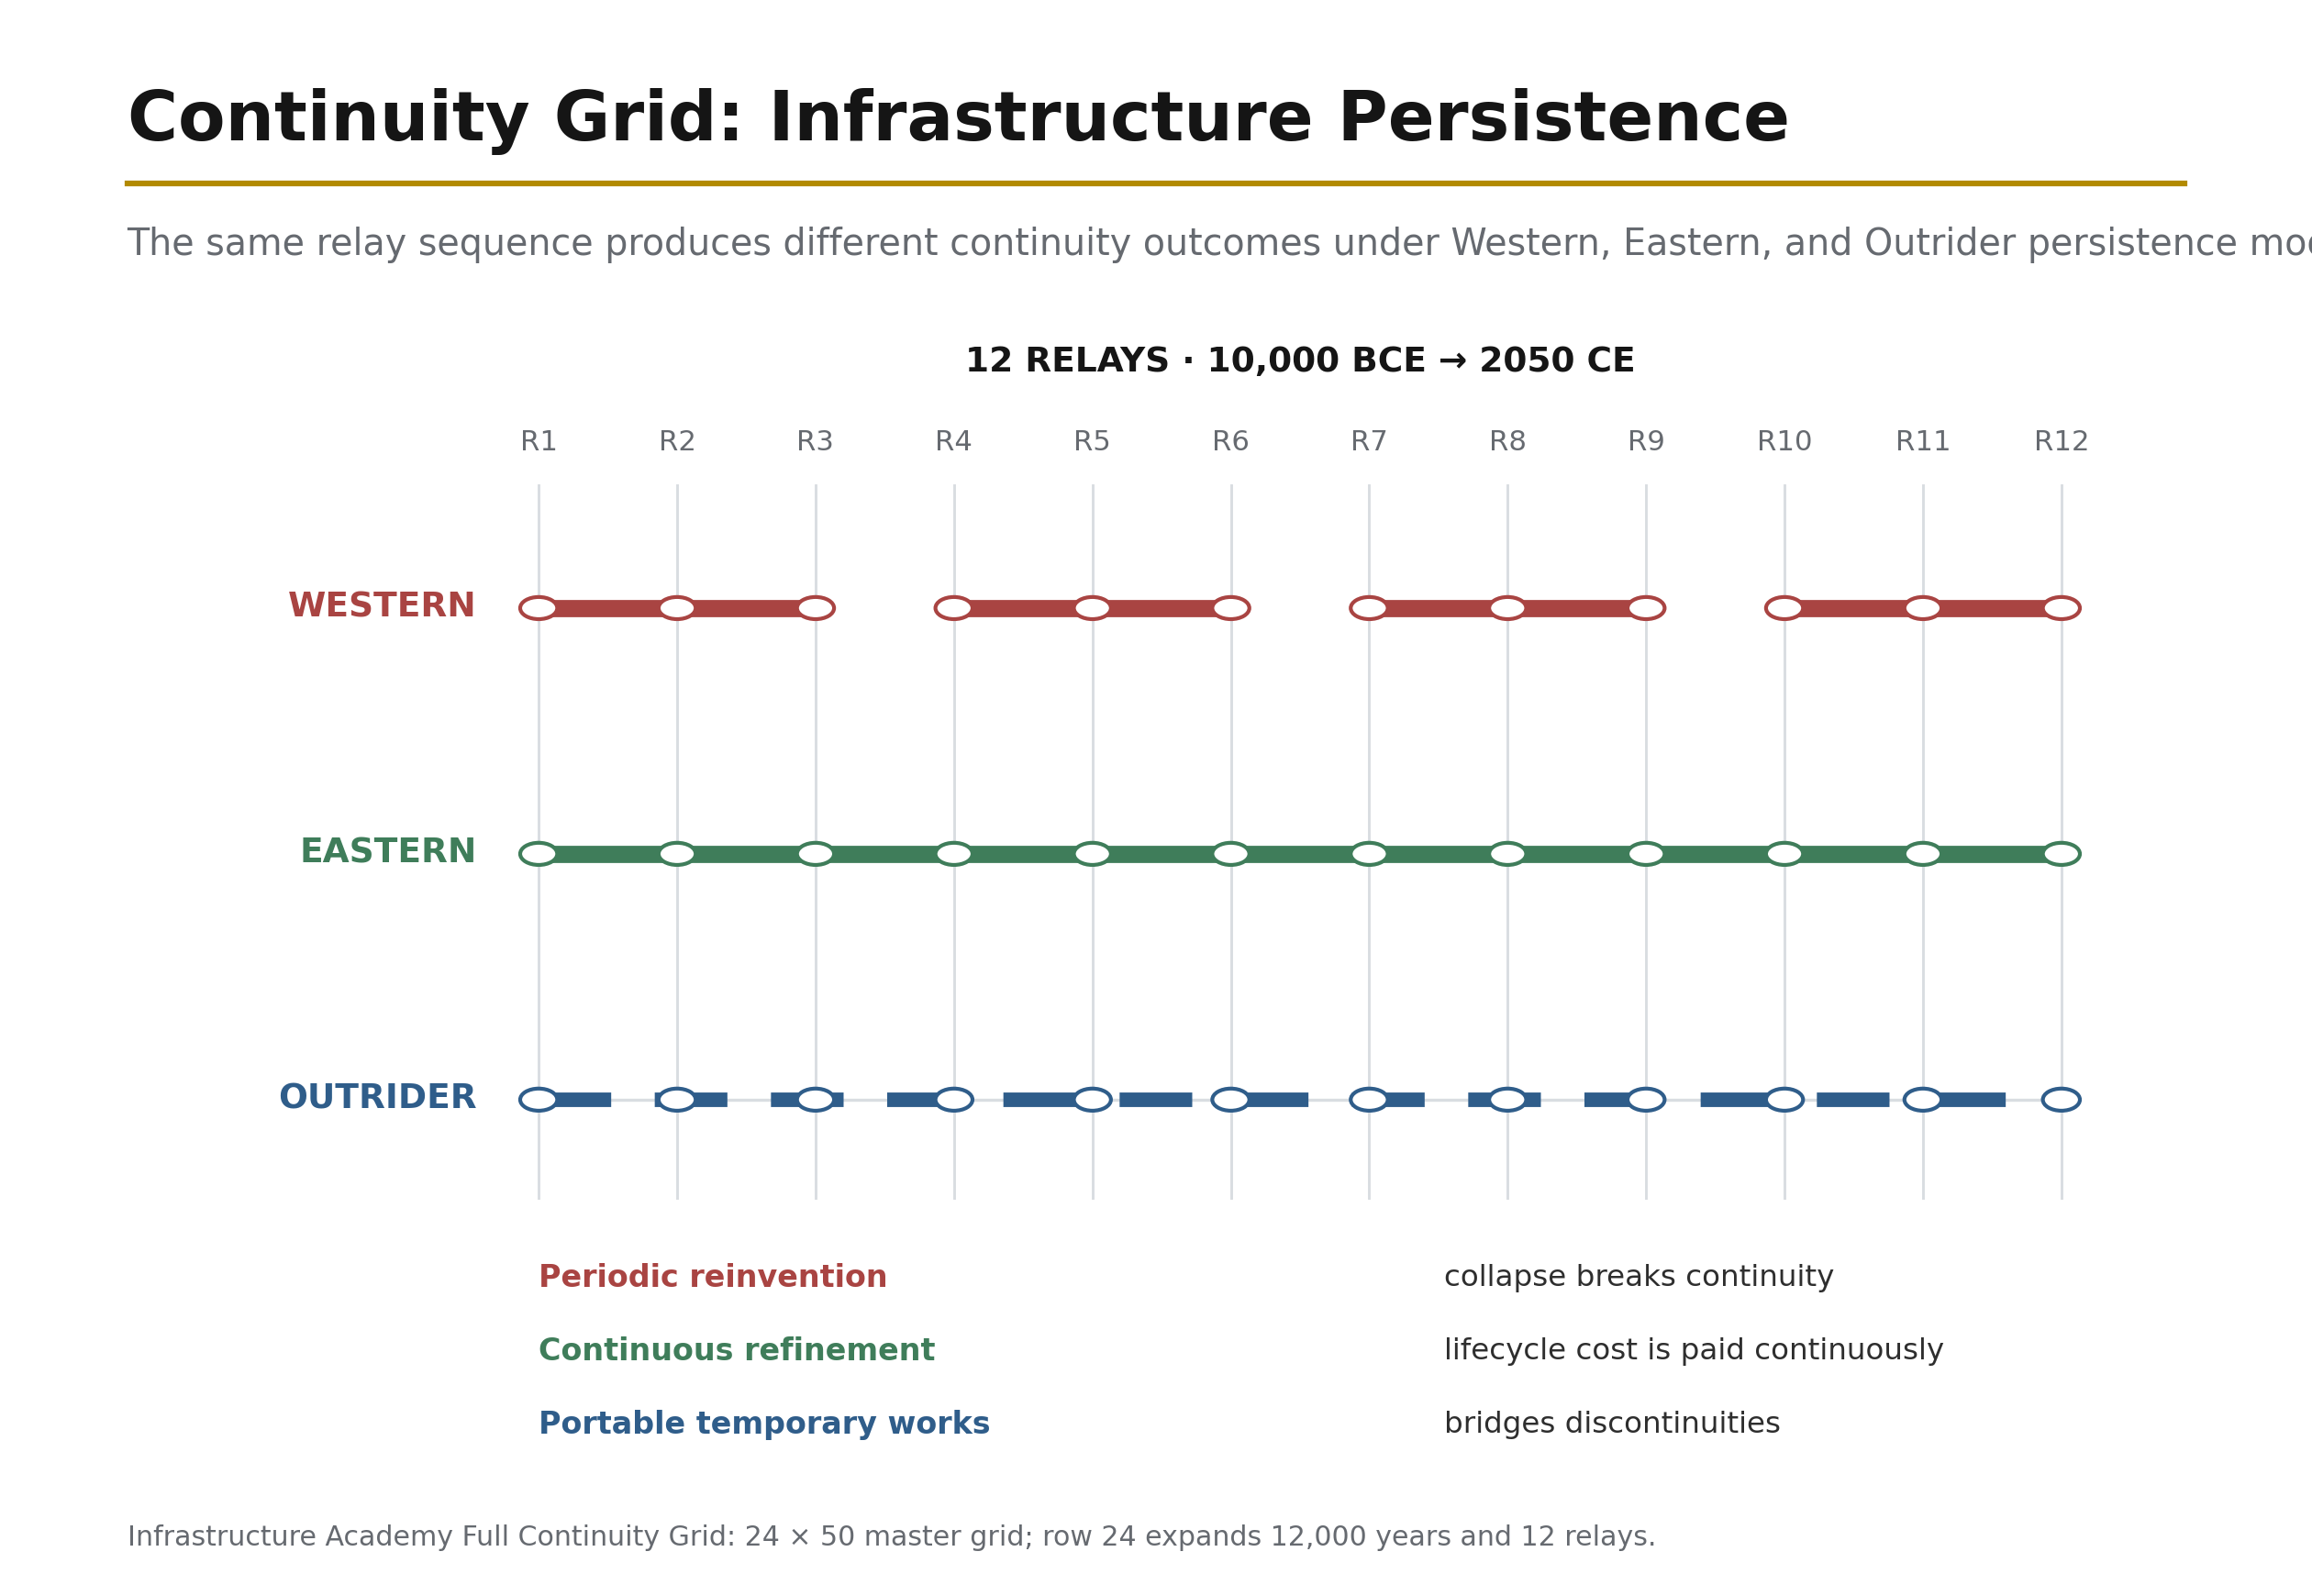 Continuity Grid: Infrastructure Persistence
The same relay sequence produces different continuity outcomes under Western, Eastern, and Outrider persistence
12 RELAYS · 10,000 BCE → 2050 CE
R1 R2 R3 R4 R5 R6 R7 R8 R9 R10 R11 R12
WESTERN
EASTERN
OUTRIDER
Periodic reinvention collapse breaks continuity
Continuous refinement lifecycle cost is paid continuously
Portable temporary works bridges discontinuities
Infrastructure Academy Full Continuity Grid: 24 × 50 master grid; row 24 expands 12,000 years and 12 relays.